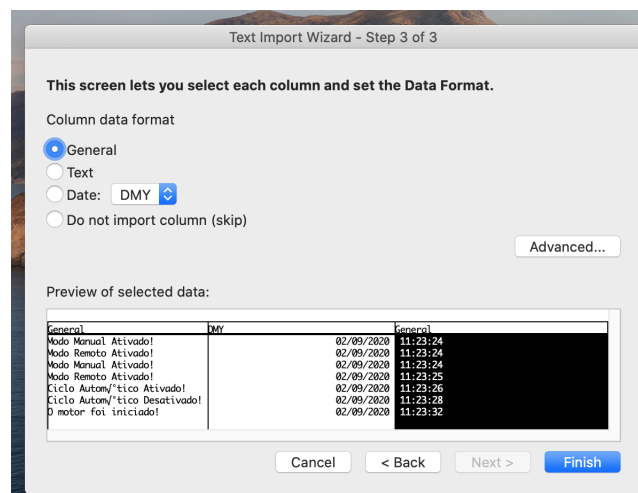 Text Import Wizard - Step 3 of 3
This screen lets you select each column and set the Data Format.
Column data format
General
Text
Date: DMY
Do not import column (skip)
Advanced...
Preview of selected data:
General DMY General
Modo Manual Ativado! 02/09/2020 11:23:24
Modo Remoto Ativado! 02/09/2020 11:23:24
Modo Manual Ativado! 02/09/2020 11:23:24
Modo Remoto Ativado! 02/09/2020 11:23:25
Ciclo Autom√°tico Ativado! 02/09/2020 11:23:26
Ciclo Autom√°tico Desativado! 02/09/2020 11:23:28
O motor foi iniciado! 02/09/2020 11:23:32
Cancel < Back Next > Finish